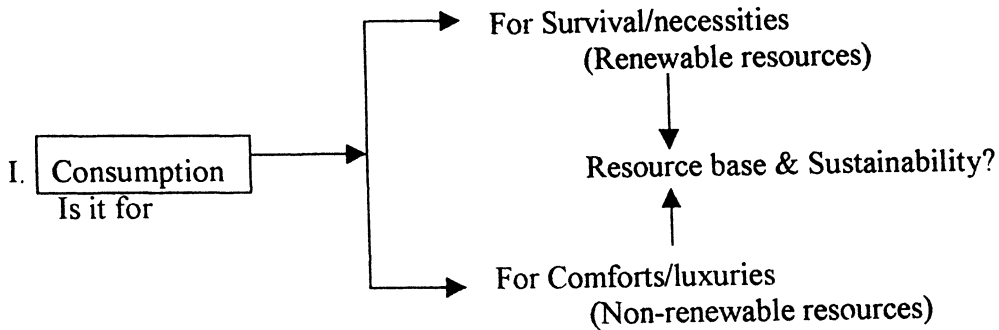 For Survival/necessities
(Renewable resources)
Resource base & Sustainability?
I. Consumption
Is it for
For Comforts/luxuries
(Non-renewable resources)